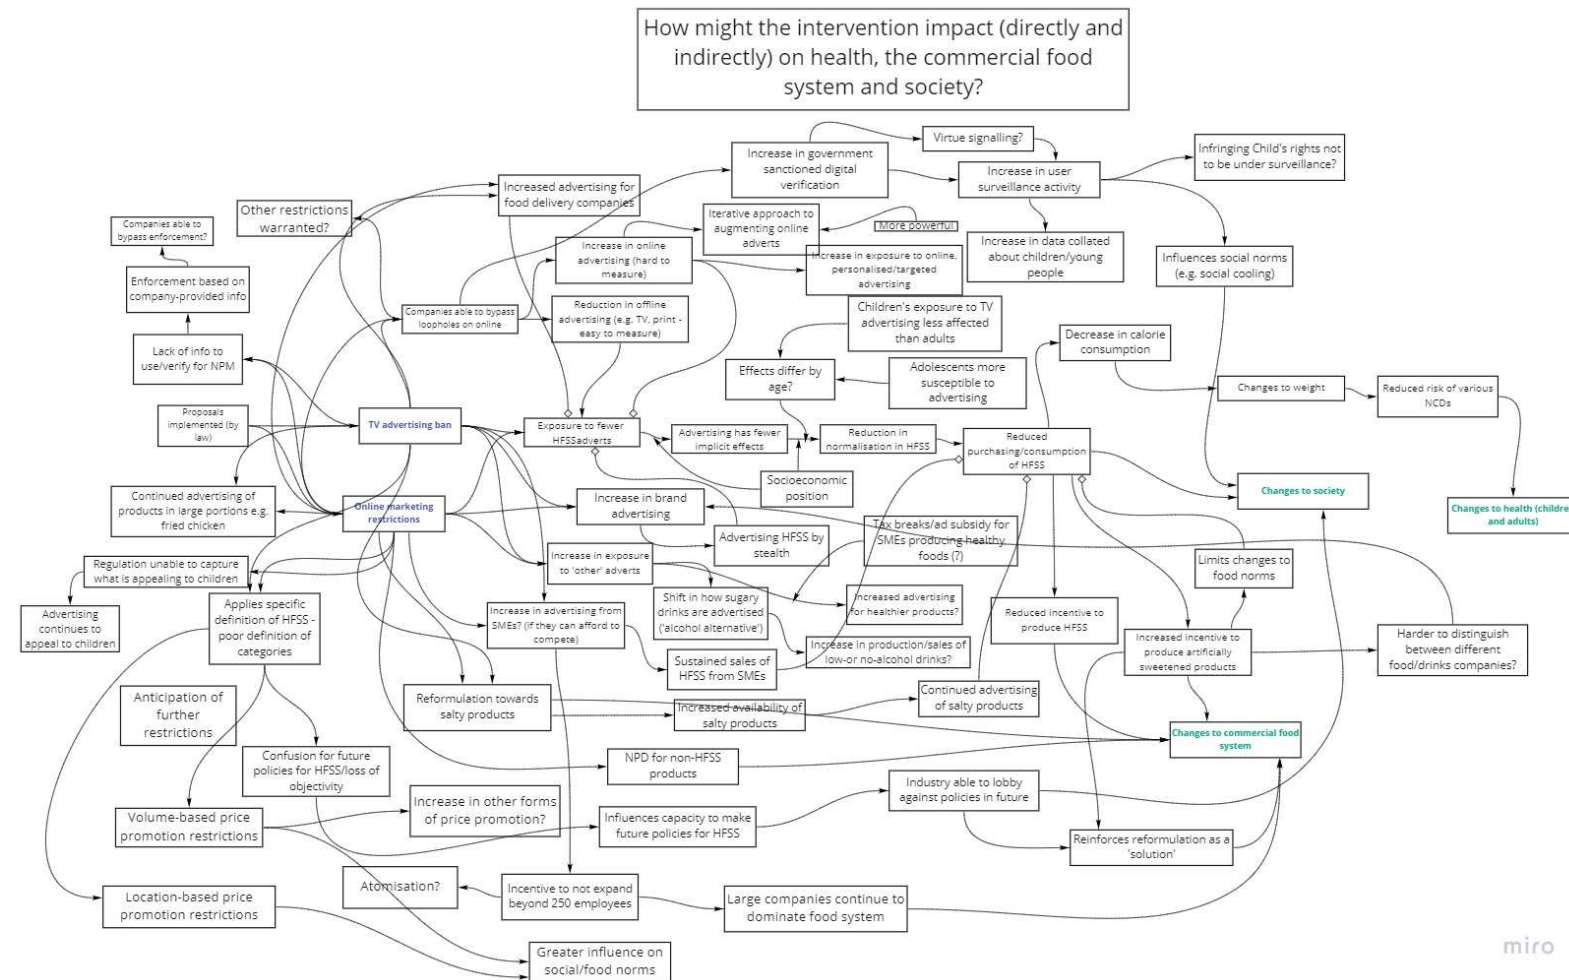 How might the intervention impact (directly and
indirectly) on health, the commercial food
system and society?
Virtue signalling?
Increase in government
sanctioned digital
verification
Infringing Child's rights not
to be under surveillance?
Increase in user
surveillance activity
Increased advertising for
food delivery companies
Other restrictions
warranted?
Companies able to
bypass enforcement?
Iterative approach to
augmenting online
adverts
More powerful
Increase in data collated
about children/young
people
Influences social norms
(e.g. social cooling)
Increase in online
advertising (hard to
measure)
Increase in exposure to online,
personalised/targeted
advertising
Enforcement based on
company-provided info
Companies able to bypass
loopholes on online
Reduction in offline
advertising (e.g. TV, print -
easy to measure)
Children's exposure to TV
advertising less affected
than adults
Decrease in calorie
consumption
Lack of info to
use/verify for NPM
Effects differ by
age?
Adolescents more
susceptible to
advertising
Changes to weight
Reduced risk of various
NCDs
Proposals
implemented (by
law)
TV advertising ban
Exposure to fewer
HFSSadverts
Advertising has fewer
implicit effects
Reduction in
normalisation in HFSS
Reduced
purchasing/consumption
of HFSS
Socioeconomic
position
Changes to society
Changes to health (childre
and adults)
Continued advertising of
products in large portions e.g.
fried chicken
Online marketing
restrictions
Increase in brand
advertising
Advertising HFSS by
stealth
Tax breaks/ad subsidy for
SMEs producing healthy
foods (?)
Limits changes to
food norms
Regulation unable to capture
what is appealing to children
Increase in exposure
to 'other' adverts
Advertising
continues to
appeal to children
Applies specific
definition of HFSS -
poor definition of
categories
Increase in advertising from
SMEs? (if they can afford to
compete)
Shift in how sugary
drinks are advertised
('alcohol alternative')
Increased advertising
for healthier products?
Reduced incentive to
produce HFSS
Increased incentive to
produce artificially
sweetened products
Harder to distinguish
between different
food/drinks companies?
Increase in production/sales of
low-or no-alcohol drinks?
Sustained sales of
HFSS from SMEs
Anticipation of
further
restrictions
Reformulation towards
salty products
Increased availability of
salty products
Continued advertising
of salty products
Changes to commercial food
system
Confusion for future
policies for HFSS/loss of
objectivity
NPD for non-HFSS
products
Industry able to lobby
against policies in future
Volume-based price
promotion restrictions
Increase in other forms
of price promotion?
Influences capacity to make
future policies for HFSS
Reinforces reformulation as a
'solution'
Atomisation?
Incentive to not expand
beyond 250 employees
Large companies continue to
dominate food system
Location-based price
promotion restrictions
Greater influence on
social/food norms
miro